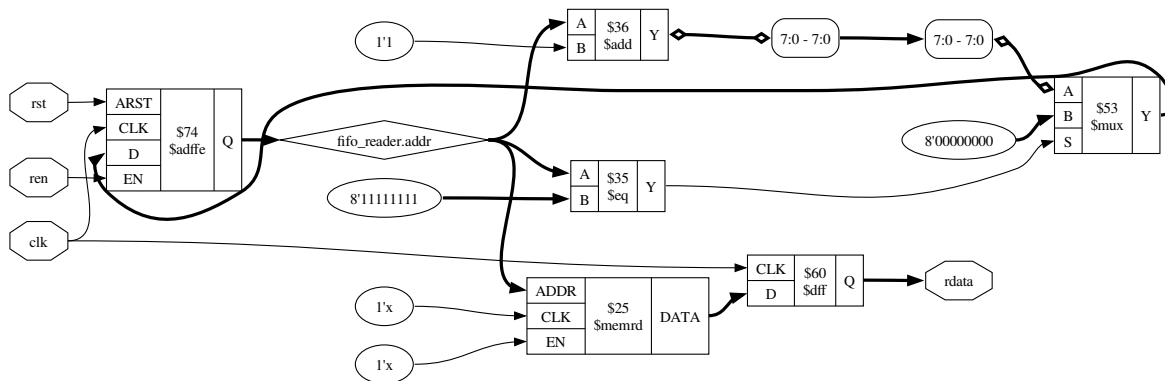 1'1
A
B
$36
$add
Y
7:0 - 7:0
7:0 - 7:0
rst
ren
clk
ARST
CLK
D
EN
$74
$adffe
Q
fifo_reader.addr
8'11111111
A
B
$35
$eq
Y
8'00000000
A
B
S
$53
$mux
Y
1'x
1'x
ADDR
CLK
EN
$25
$memrd
DATA
CLK
D
$60
$dff
Q
rdata